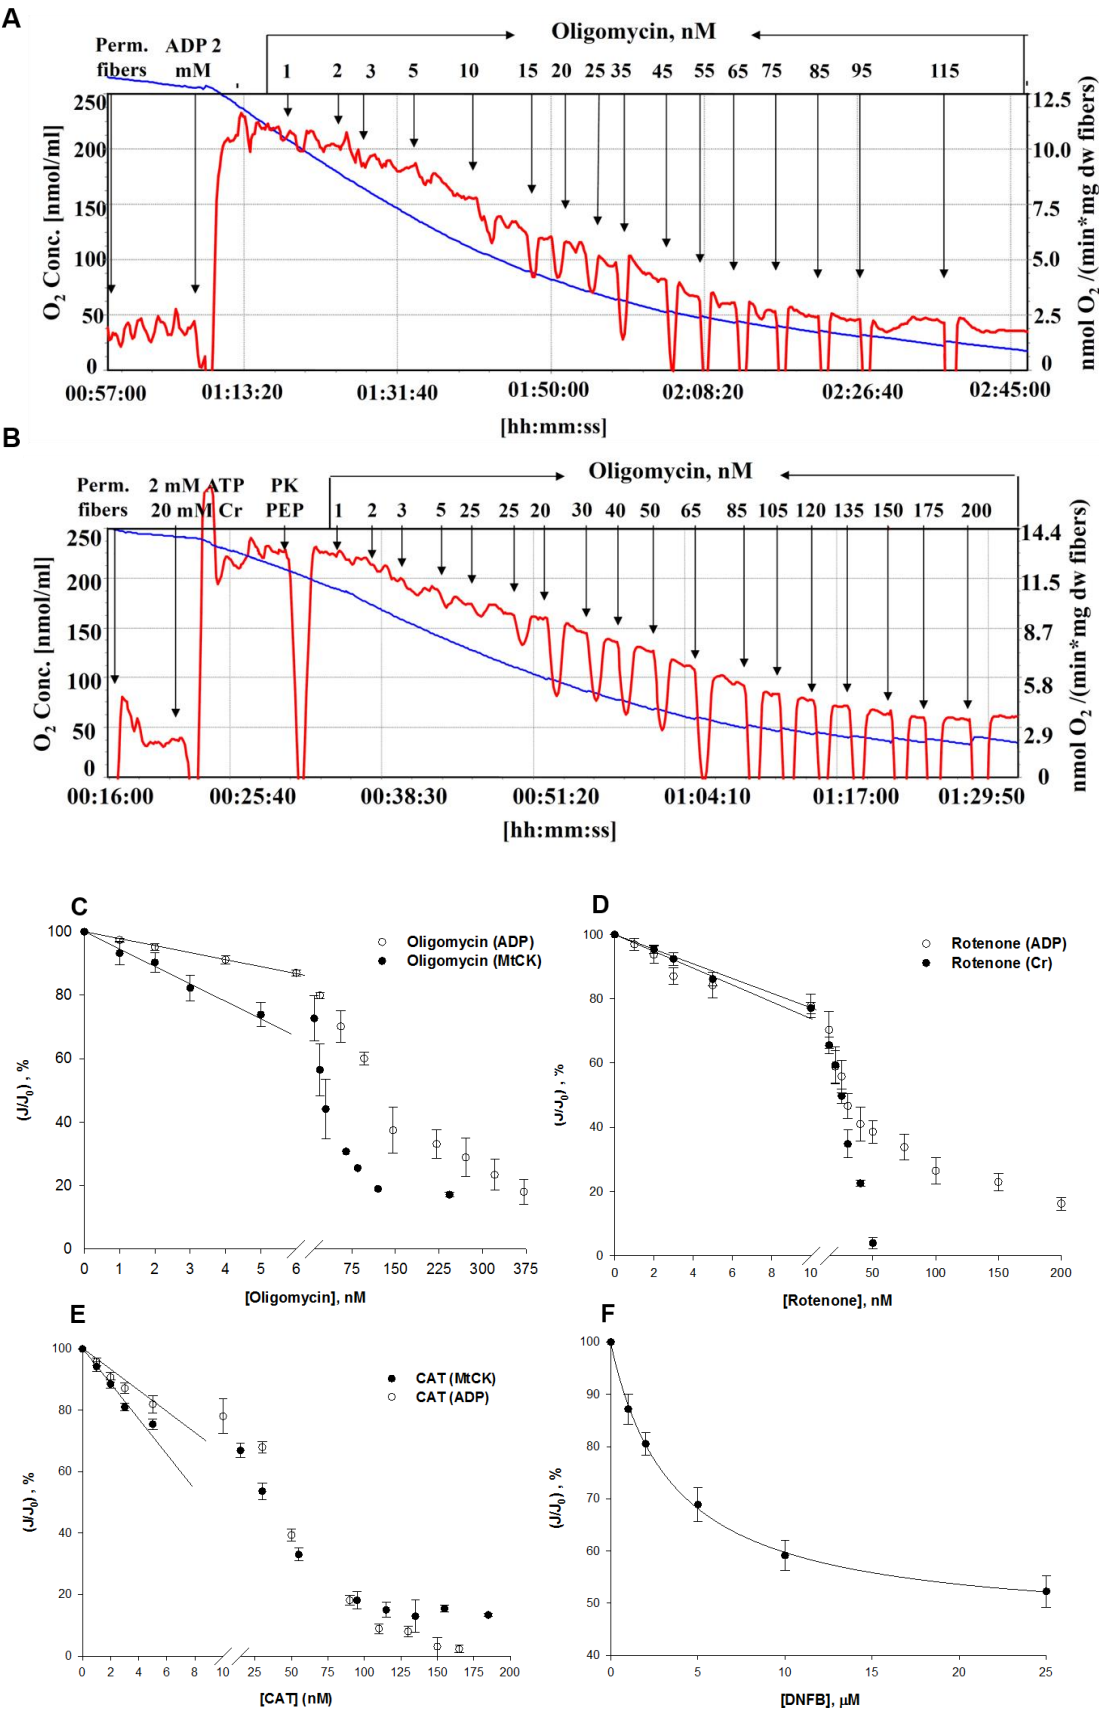 A
Oligomycin, nM
Perm. ADP 2
fibers mM
1 2 3 5 10 15 20 25 35 45 55 65 75 85 95 115
250 200 150 100 50 0
O2 Conc. [nmol/ml]
12.5 10.0 7.5 5.0 2.5 0
nmol O2 /(min*mg dw fibers)
00:57:00 01:13:20 01:31:40 01:50:00 02:08:20 02:26:40 02:45:00
[hh:mm:ss]
B
Oligomycin, nM
Perm. 2 mM ATP PK
fibers 20 mM Cr PEP
1 2 3 5 25 25 20 30 40 50 65 85 105 120 135 150 175 200
250 200 150 100 50 0
O2 Conc. [nmol/ml]
14.4 11.5 8.7 5.8 2.9 0
nmol O2 /(min*mg dw fibers)
00:16:00 00:25:40 00:38:30 00:51:20 01:04:10 01:17:00 01:29:50
[hh:mm:ss]
C
Oligomycin (ADP)
Oligomycin (MtCK)
100 80 60 40 20 0
(J/J0) , %
0 1 2 3 4 5 6 75 150 225 300 375
[Oligomycin], nM
D
Rotenone (ADP)
Rotenone (Cr)
100 80 60 40 20 0
(J/J0) , %
0 2 4 6 8 10 50 100 150 200
[Rotenone], nM
E
CAT (MtCK)
CAT (ADP)
100 80 60 40 20 0
(J/J0) , %
0 2 4 6 8 10 25 50 75 100 125 150 175 200
[CAT] (nM)
F
100 90 80 70 60 50 40
(J/J0) , %
0 5 10 15 20 25
[DNFB], µM